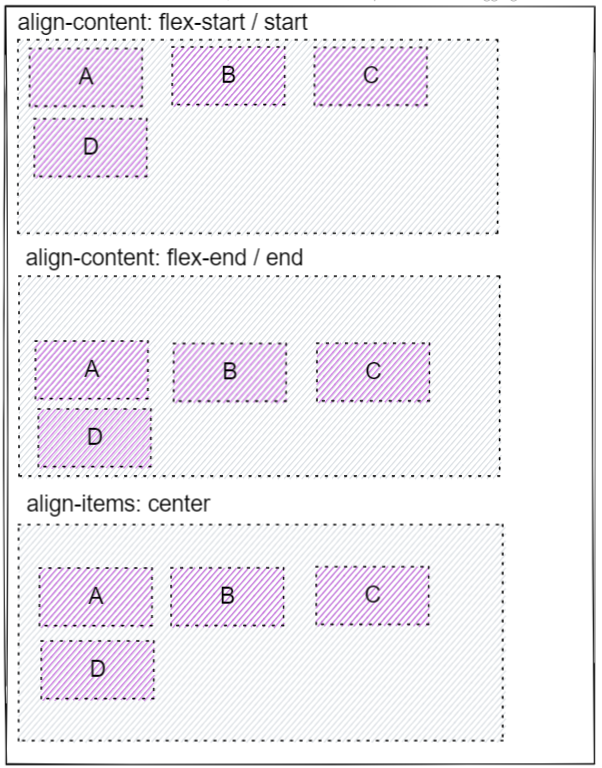 align-content: flex-start / start
A B C
D
align-content: flex-end / end
A B C
D
align-items: center
A B C
D